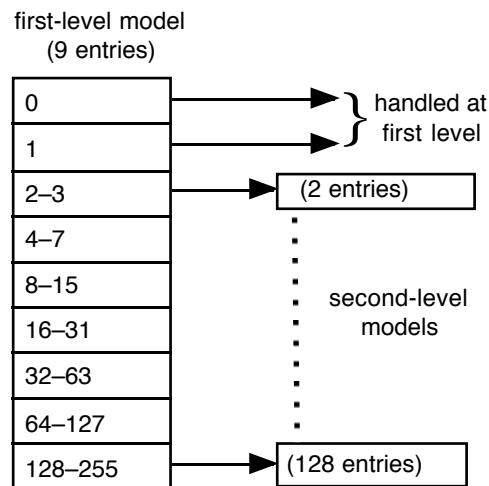 first-level model
(9 entries)
0
1
handled at
first level
2–3
(2 entries)
4–7
8–15
16–31
second-level
models
32–63
64–127
128–255
(128 entries)